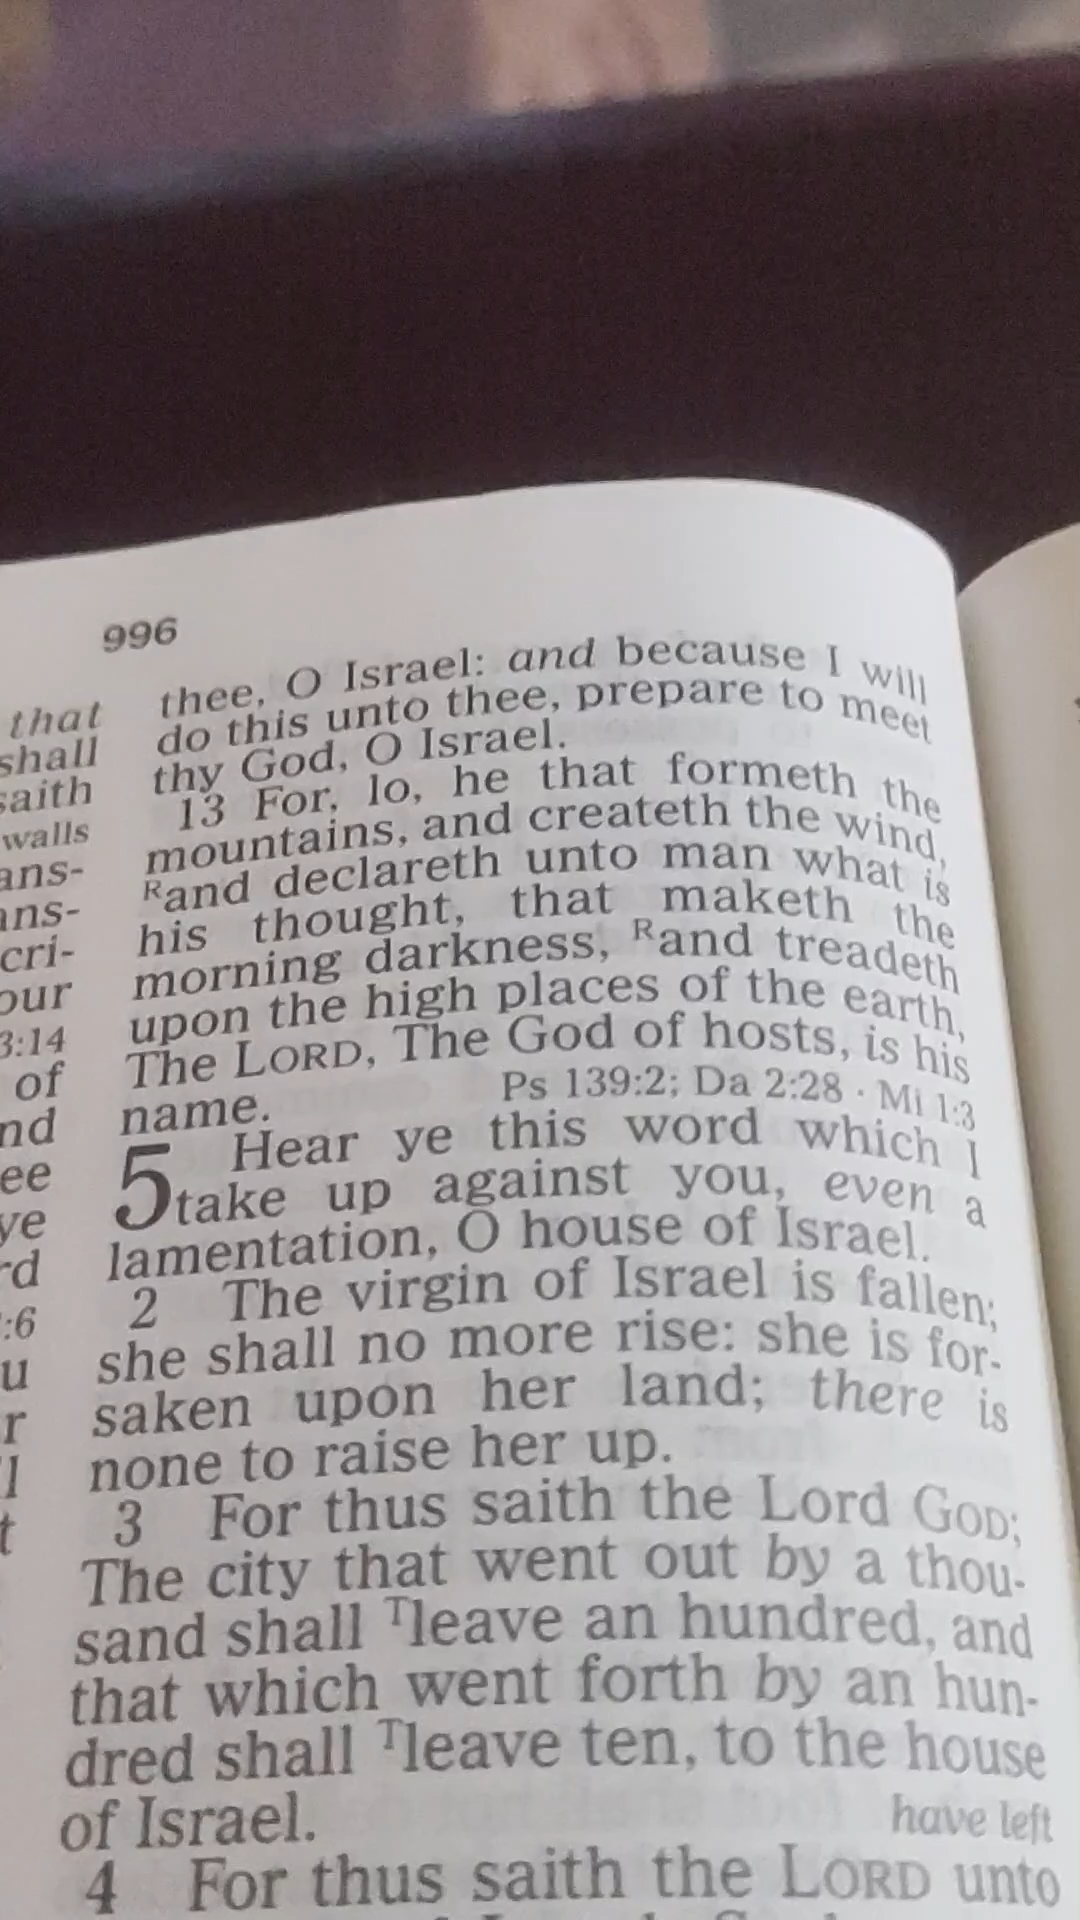 996
that
shall
saith
walls
ans-
ans-
cri-
our
3:14
of
nd
ee
ye
rd
:6
u
r
l
t
thee, O Israel: and because I will
do this unto thee, prepare to meet
thy God, O Israel.
13 For, lo, he that formeth the
mountains, and createth the wind,
Rand declareth unto man what is
his thought, that maketh the
morning darkness, Rand treadeth
upon the high places of the earth,
The LORD, The God of hosts, is his
name. Ps 139:2; Da 2:28 · Mi 1:3
5 Hear ye this word which I
take up against you, even a
lamentation, O house of Israel.
2 The virgin of Israel is fallen;
she shall no more rise: she is for-
saken upon her land; there is
none to raise her up.
3 For thus saith the Lord GOD;
The city that went out by a thou-
sand shall Tleave an hundred, and
that which went forth by an hun-
dred shall Tleave ten, to the house
of Israel. have left
4 For thus saith the LORD unto